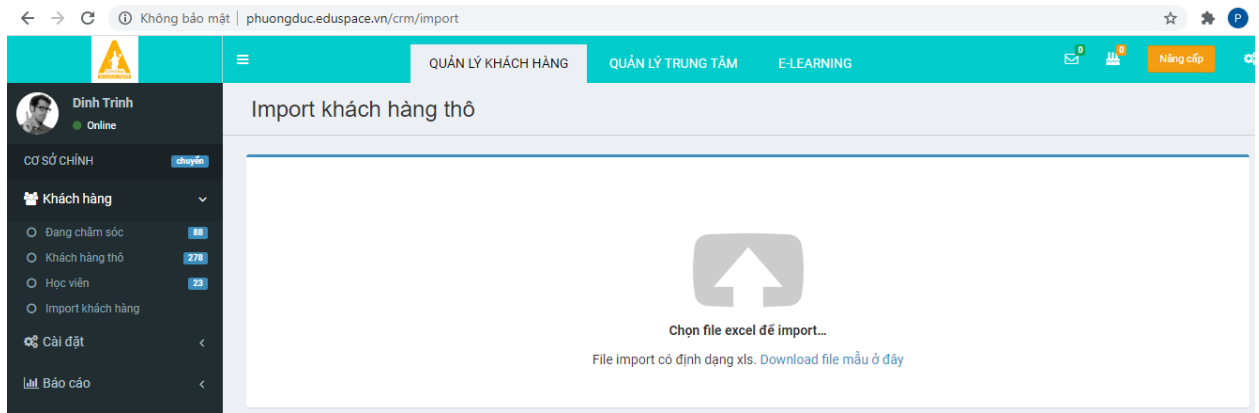 Không bảo mật | phuongduc.eduspace.vn/crm/import
P
QUẢN LÝ KHÁCH HÀNG QUẢN LÝ TRUNG TÂM E-LEARNING 0 0 Nâng cấp
Dinh Trinh
Online
Import khách hàng thô
CƠ SỞ CHÍNH chuyển
Khách hàng
Đang chăm sóc 88
Khách hàng thô 278
Học viên 23
Import khách hàng
Cài đặt
Báo cáo
Chọn file excel để import...
File import có định dạng xls. Download file mẫu ở đây